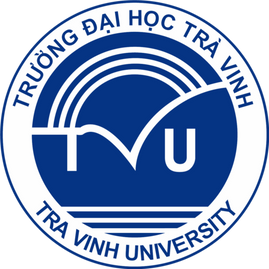 TRƯỜNG ĐẠI HỌC TRÀ VINH
TVU
TRA VINH UNIVERSITY